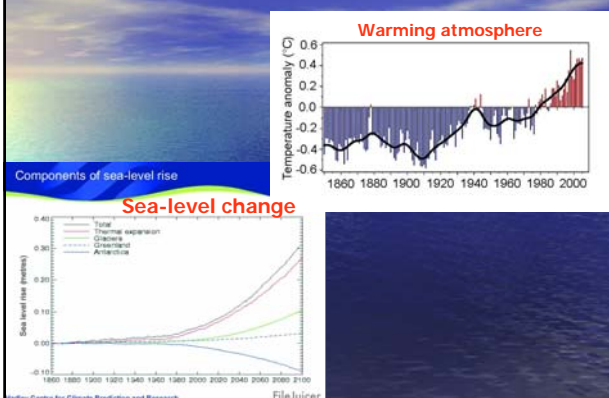 Warming atmosphere
Temperature anomaly (°C)
0.6
0.4
0.2
0.0
-0.2
-0.4
-0.6
1860 1880 1900 1920 1940 1960 1980 2000
Components of sea-level rise
Sea-level change
Total
Thermal expansion
Glaciers
Greenland
Antarctica
Sea level rise (metres)
0.40
0.30
0.20
0.10
0.00
-0.10
1860 1880 1900 1920 1940 1960 1980 2000 2020 2040 2060 2080 2100
Hadley Centre for Climate Prediction and Research
FileJuicer